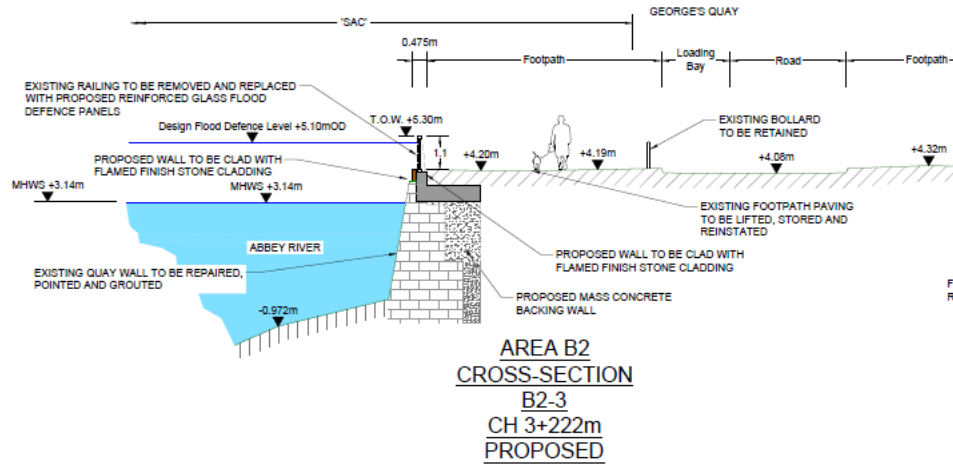 GEORGE'S QUAY
'SAC'
0.475m
Footpath
Loading
Bay
Road
Footpath
EXISTING RAILING TO BE REMOVED AND REPLACED
WITH PROPOSED REINFORCED GLASS FLOOD
DEFENCE PANELS
T.O.W. +5.30m
EXISTING BOLLARD
TO BE RETAINED
Design Flood Defence Level +5.10mOD
1.1
+4.20m
+4.19m
+4.08m
+4.32m
PROPOSED WALL TO BE CLAD WITH
FLAMED FINISH STONE CLADDING
MHWS +3.14m
MHWS +3.14m
EXISTING FOOTPATH PAVING
TO BE LIFTED, STORED AND
REINSTATED
ABBEY RIVER
PROPOSED WALL TO BE CLAD WITH
FLAMED FINISH STONE CLADDING
EXISTING QUAY WALL TO BE REPAIRED,
POINTED AND GROUTED
PROPOSED MASS CONCRETE
BACKING WALL
-0.972m
F
R
AREA B2
CROSS-SECTION
B2-3
CH 3+222m
PROPOSED